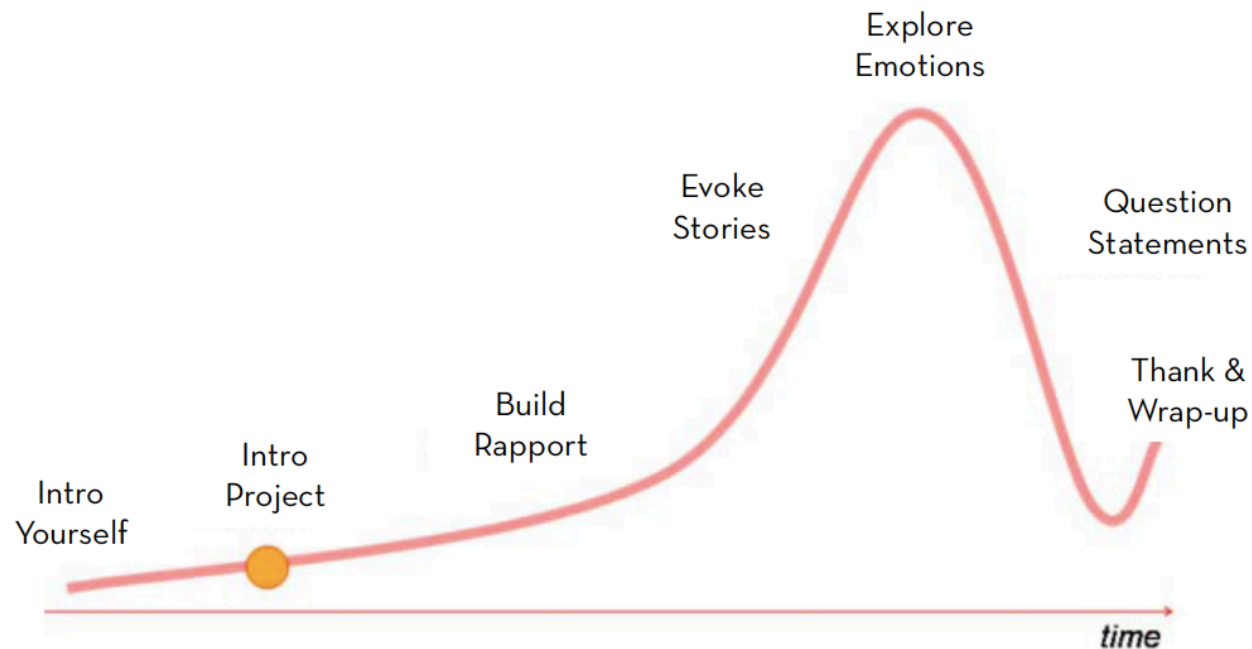 Intro
Yourself
Intro
Project
Build
Rapport
Evoke
Stories
Explore
Emotions
Question
Statements
Thank &
Wrap-up
time